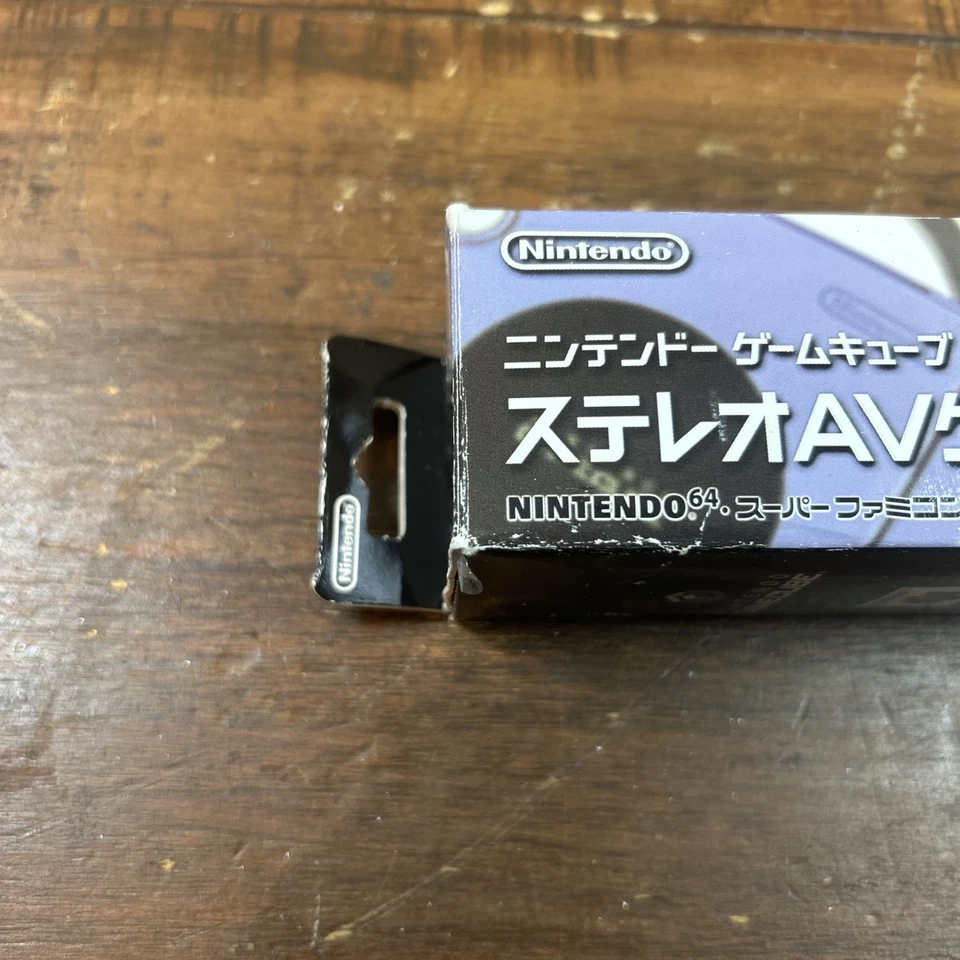 Nintendo®
ニンテンドー ゲームキューブ
ステレオAVケ
NINTENDO64・スーパーファミコン
Nintendo